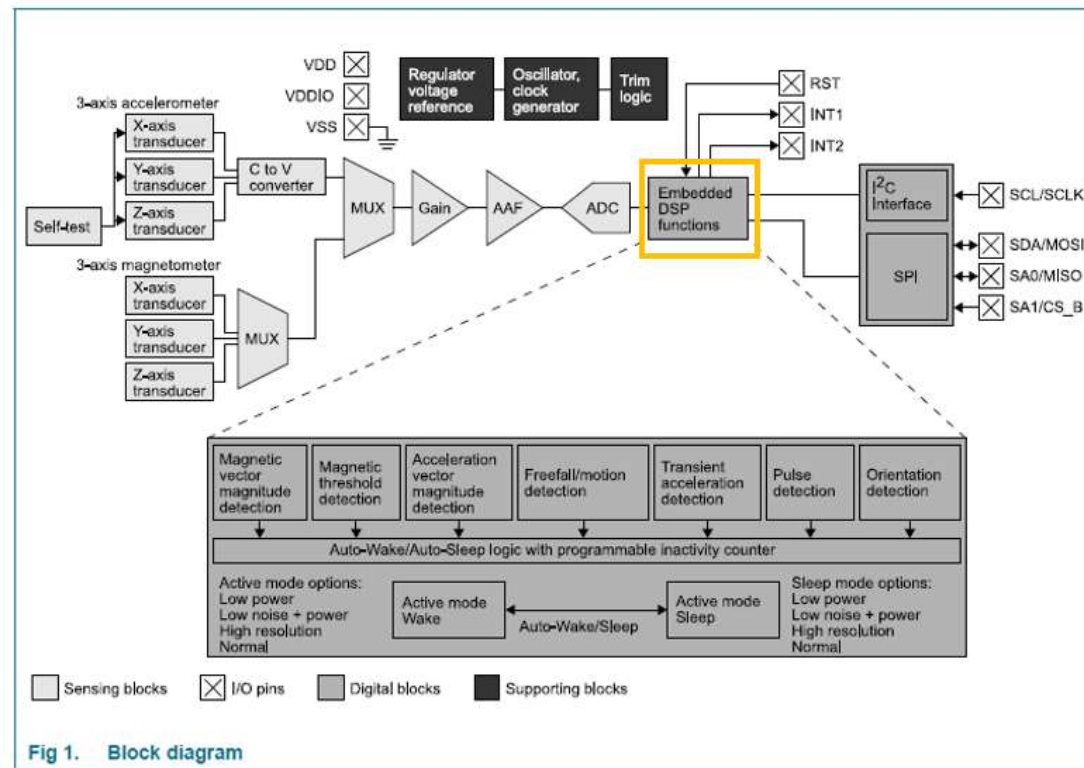 VDD
VDDIO
VSS
Regulator
voltage
reference
Oscillator,
clock
generator
Trim
logic
RST
INT1
INT2
3-axis accelerometer
X-axis
transducer
Y-axis
transducer
Z-axis
transducer
Self-test
C to V
converter
MUX
Gain
AAF
ADC
Embedded
DSP
functions
I2C
Interface
SPI
SCL/SCLK
SDA/MOSI
SA0/MISO
SA1/CS_B
3-axis magnetometer
X-axis
transducer
Y-axis
transducer
Z-axis
transducer
MUX
Magnetic
vector
magnitude
detection
Magnetic
threshold
detection
Acceleration
vector
magnitude
detection
Freefall/motion
detection
Transient
acceleration
detection
Pulse
detection
Orientation
detection
Auto-Wake/Auto-Sleep logic with programmable inactivity counter
Active mode options:
Low power
Low noise + power
High resolution
Normal
Active mode
Wake
Auto-Wake/Sleep
Active mode
Sleep
Sleep mode options:
Low power
Low noise + power
High resolution
Normal
Sensing blocks
I/O pins
Digital blocks
Supporting blocks
Fig 1. Block diagram